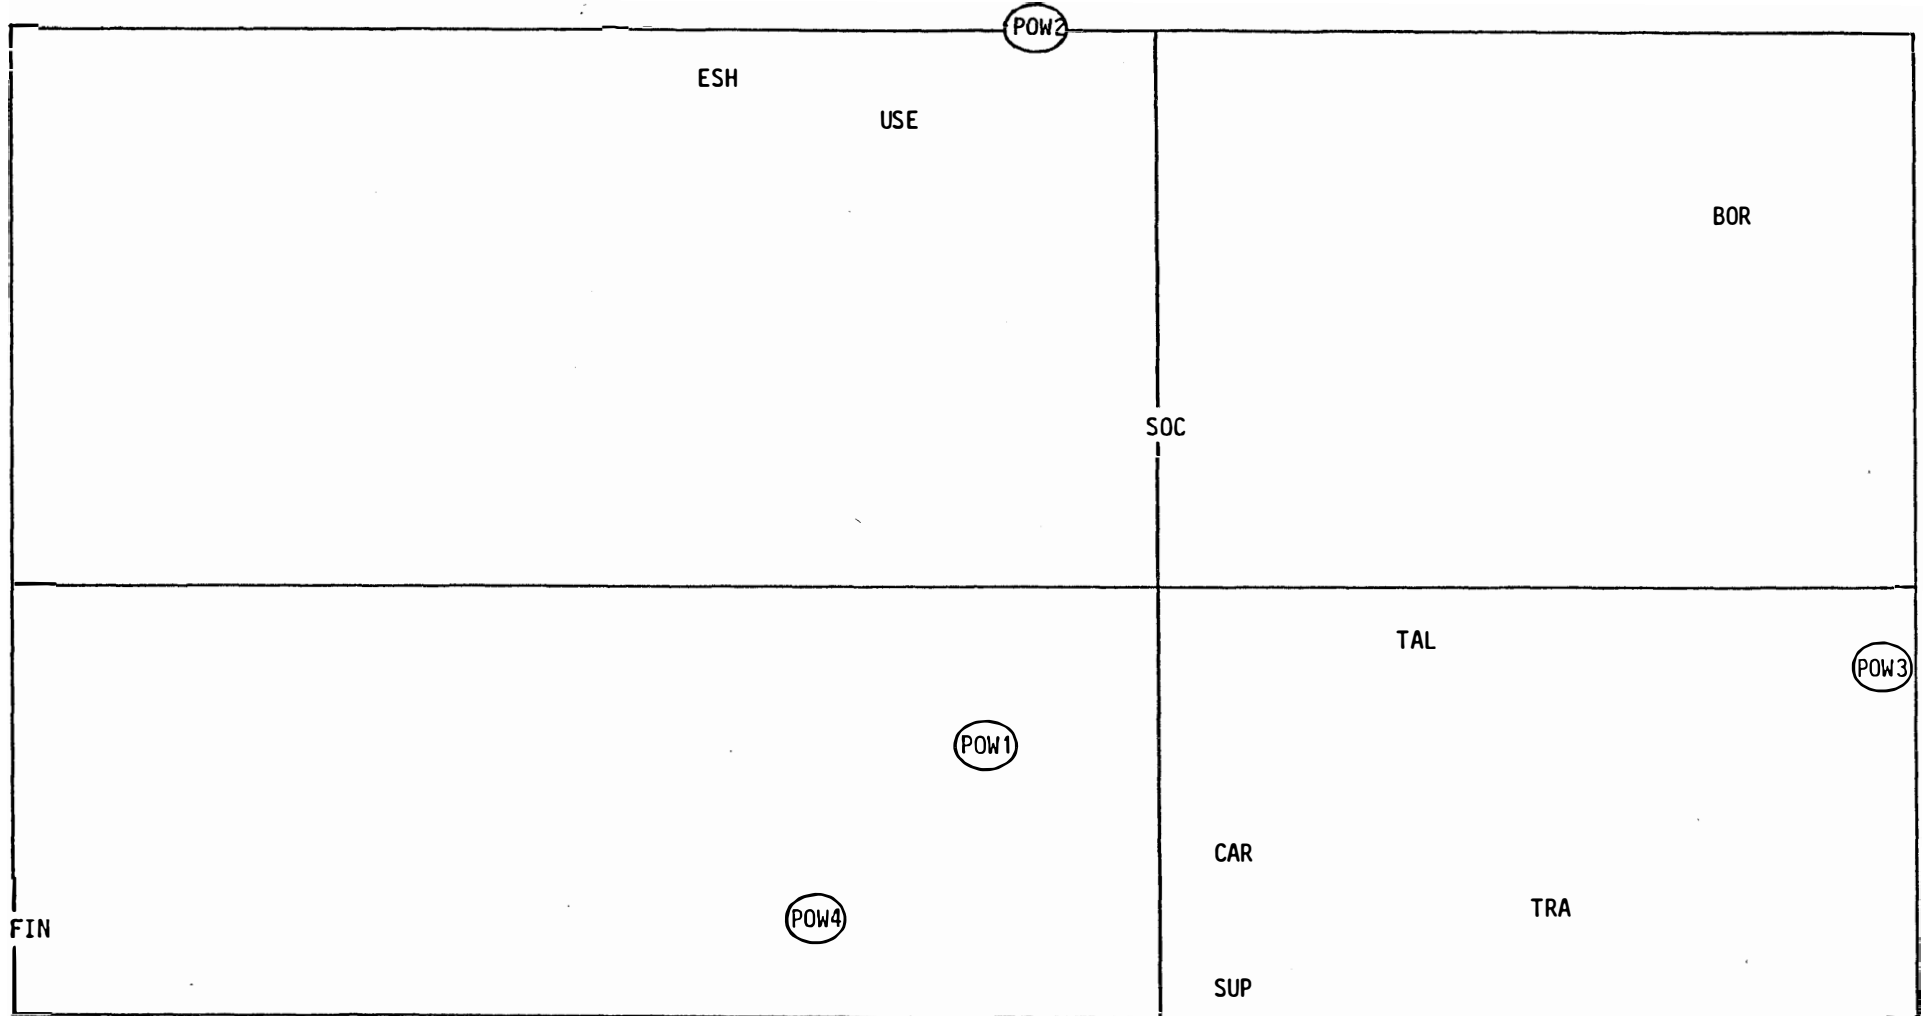 POW2
ESH
USE
BOR
SOC
TAL
POW3
POW1
CAR
TRA
POW4
FIN
SUP